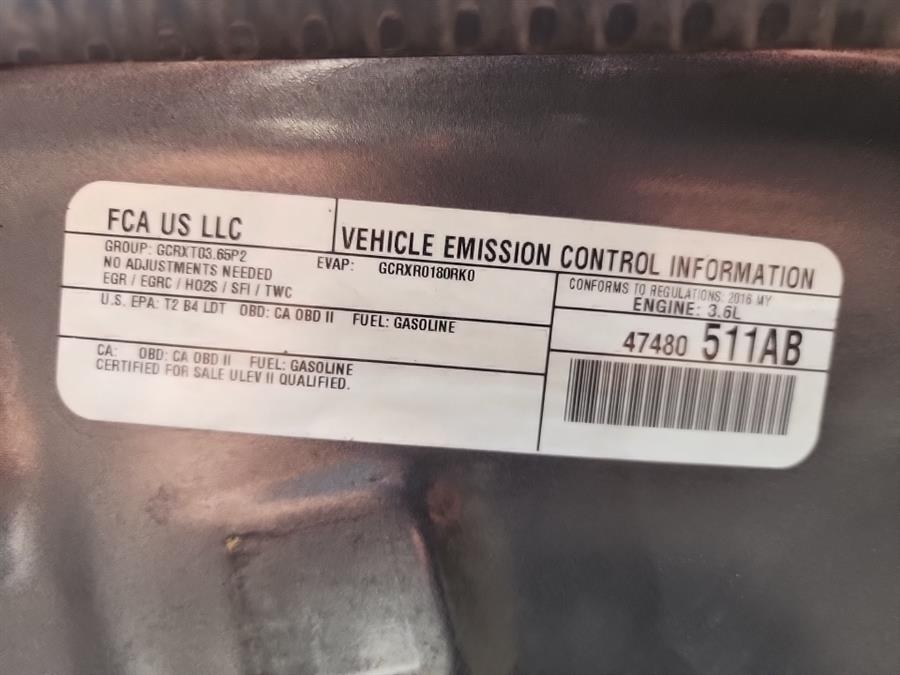 FCA US LLC
VEHICLE EMISSION CONTROL INFORMATION
GROUP: GCRXT03.65P2
EVAP: GCRXR0180RK0
NO ADJUSTMENTS NEEDED
EGR / EGRC / HO2S / SFI / TWC
CONFORMS TO REGULATIONS: 2016 MY
ENGINE: 3.6L
U.S. EPA: T2 B4 LDT OBD: CA OBD II FUEL: GASOLINE
47480 511AB
CA: OBD: CA OBD II FUEL: GASOLINE
CERTIFIED FOR SALE ULEV II QUALIFIED.